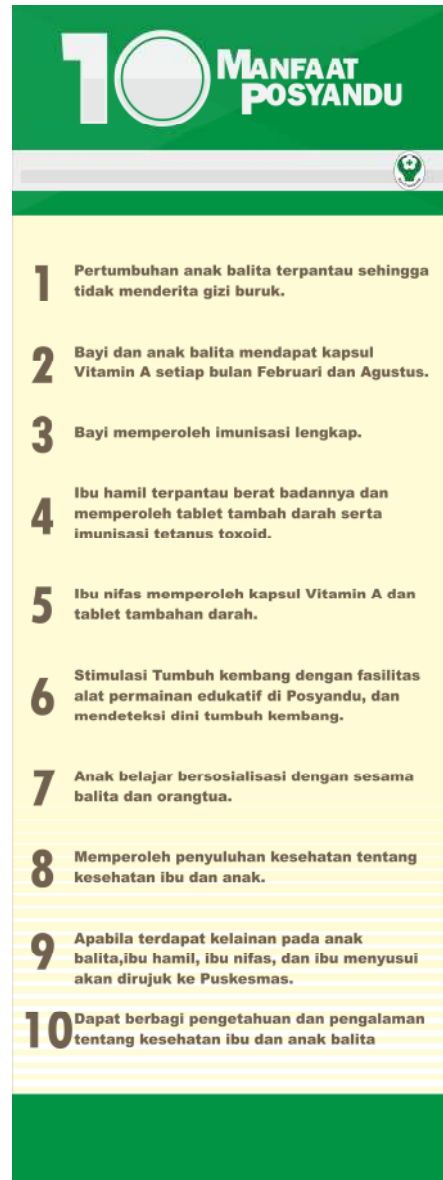 10 MANFAAT
POSYANDU
1 Pertumbuhan anak balita terpantau sehingga
tidak menderita gizi buruk.
2 Bayi dan anak balita mendapat kapsul
Vitamin A setiap bulan Februari dan Agustus.
3 Bayi memperoleh imunisasi lengkap.
4 Ibu hamil terpantau berat badannya dan
memperoleh tablet tambah darah serta
imunisasi tetanus toxoid.
5 Ibu nifas memperoleh kapsul Vitamin A dan
tablet tambahan darah.
6 Stimulasi Tumbuh kembang dengan fasilitas
alat permainan edukatif di Posyandu, dan
mendeteksi dini tumbuh kembang.
7 Anak belajar bersosialisasi dengan sesama
balita dan orangtua.
8 Memperoleh penyuluhan kesehatan tentang
kesehatan ibu dan anak.
9 Apabila terdapat kelainan pada anak
balita,ibu hamil, ibu nifas, dan ibu menyusui
akan dirujuk ke Puskesmas.
10 Dapat berbagi pengetahuan dan pengalaman
tentang kesehatan ibu dan anak balita